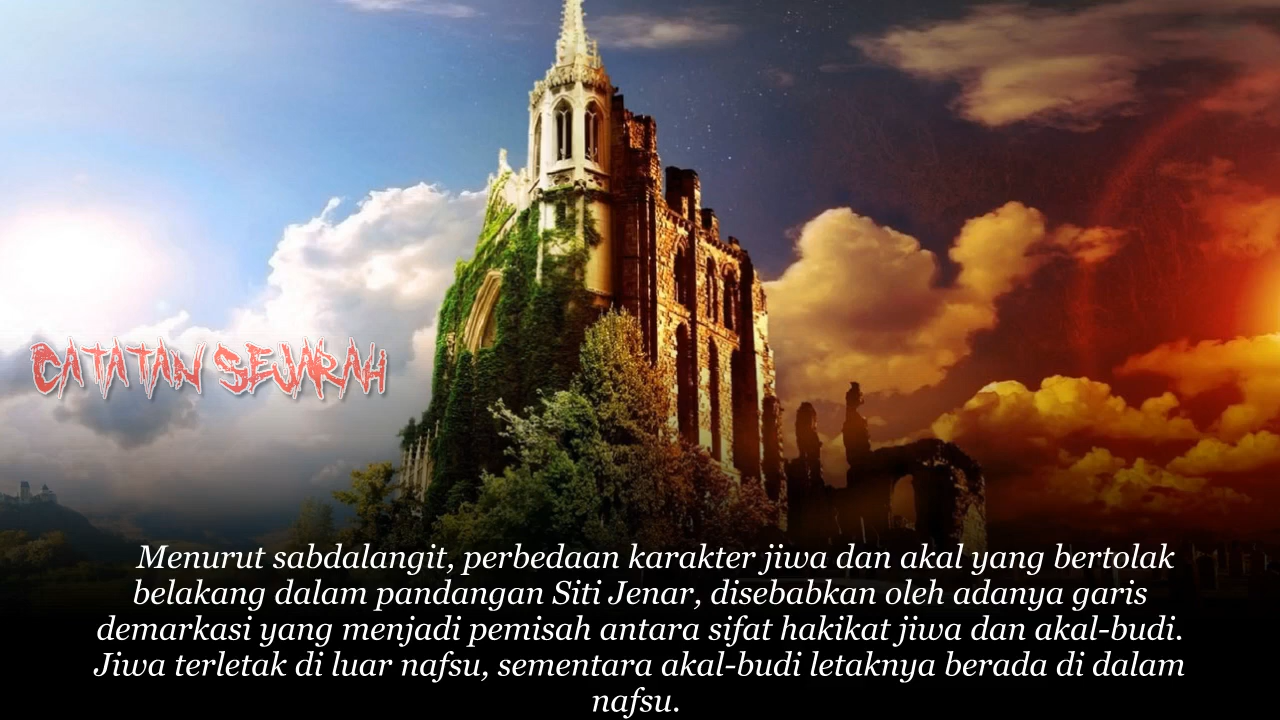 CATATAN SEJARAH
Menurut sabdalangit, perbedaan karakter jiwa dan akal yang bertolak
belakang dalam pandangan Siti Jenar, disebabkan oleh adanya garis
demarkasi yang menjadi pemisah antara sifat hakikat jiwa dan akal-budi.
Jiwa terletak di luar nafsu, sementara akal-budi letaknya berada di dalam
nafsu.